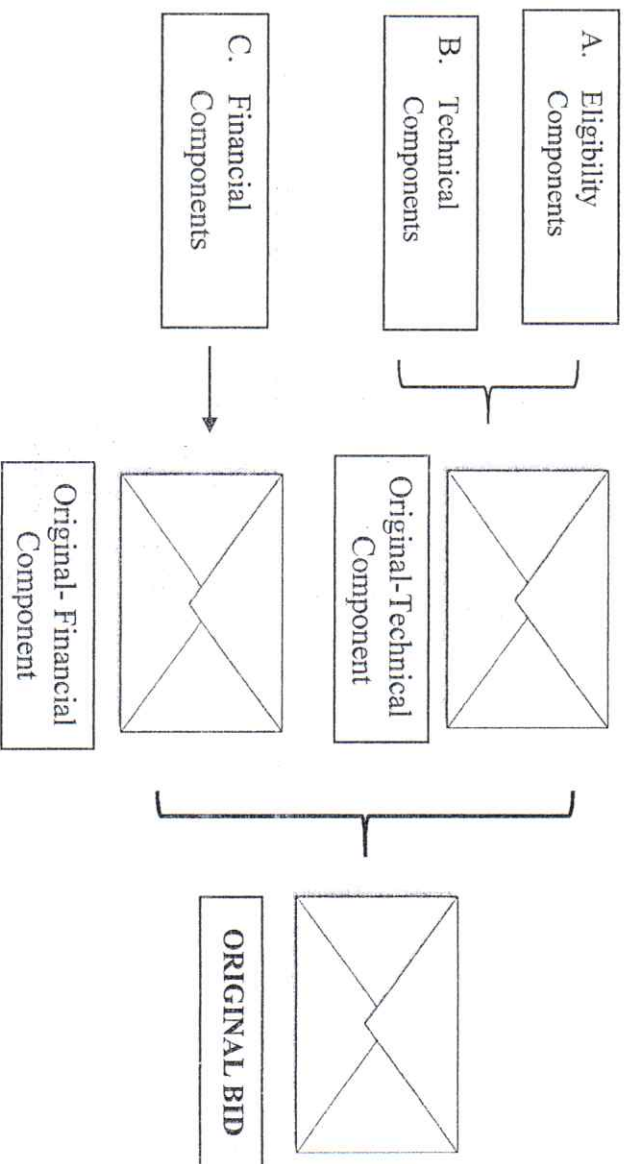 A. Eligibility
Components
B. Technical
Components
C. Financial
Components
Original-Technical
Component
Original- Financial
Component
ORIGINAL BID